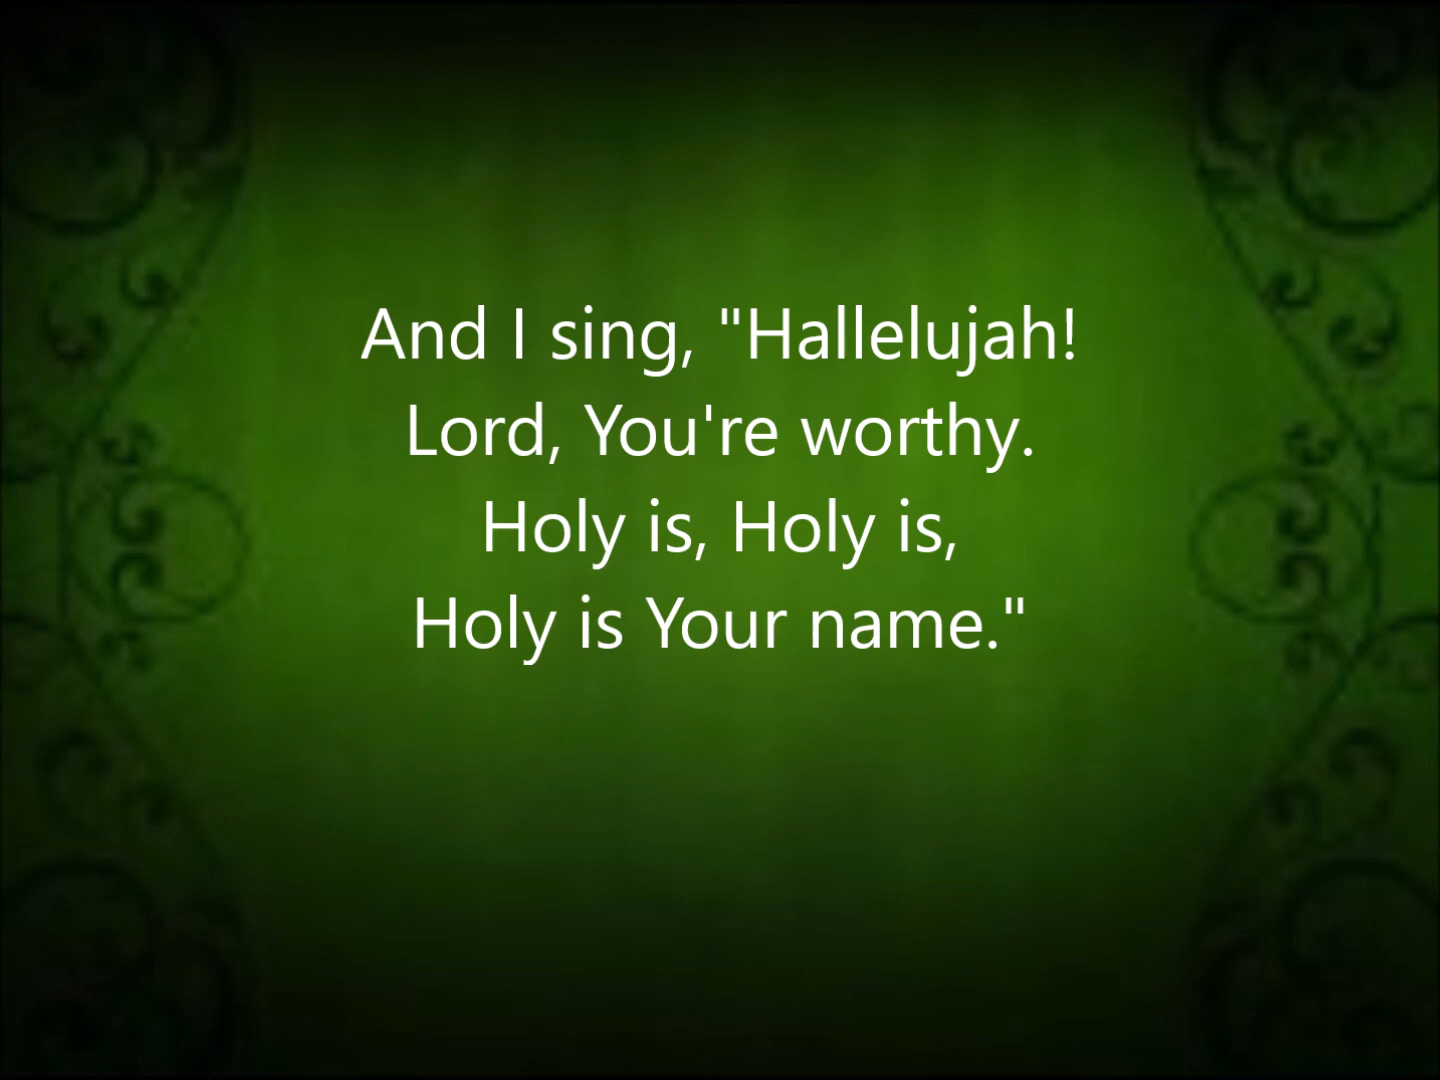 And I sing, "Hallelujah!
Lord, You're worthy.
Holy is, Holy is,
Holy is Your name."